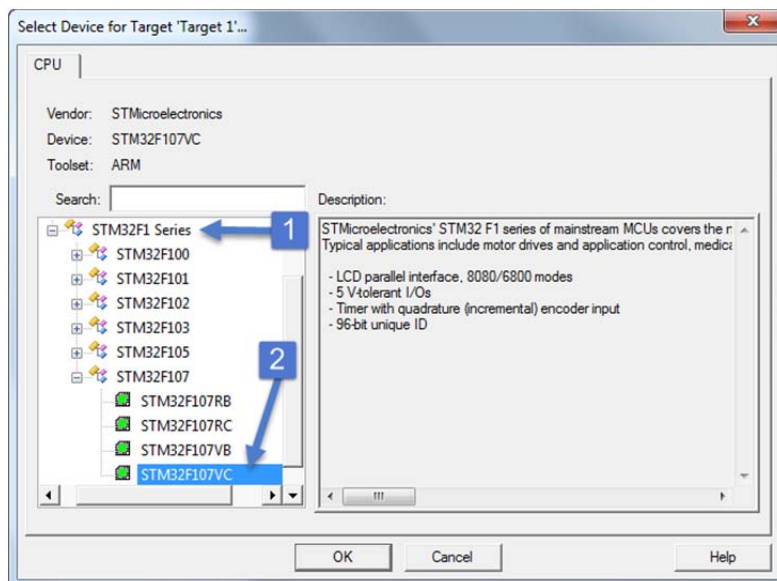 Select Device for Target 'Target 1'...
CPU
Vendor: STMicroelectronics
Device: STM32F107VC
Toolset: ARM
Search:
Description:
STM32F1 Series
1
STM32F100
STM32F101
STM32F102
STM32F103
STM32F105
STM32F107
2
STM32F107RB
STM32F107RC
STM32F107VB
STM32F107VC
STMicroelectronics' STM32 F1 series of mainstream MCUs covers the
Typical applications include motor drives and application control,
- LCD parallel interface, 8080/6800 modes
- 5 V-tolerant I/Os
- Timer with quadrature (incremental) encoder input
- 96-bit unique ID
OK
Cancel
Help